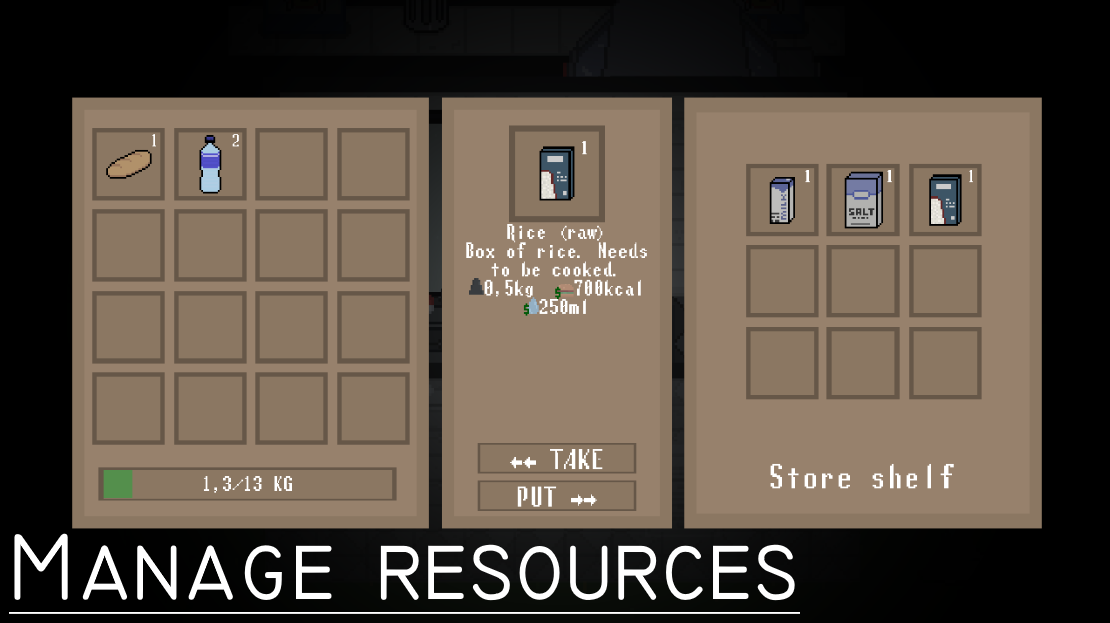 1
2
1
Rice (raw)
Box of rice. Needs
to be cooked.
0,5kg $700kcal
$250ml
1
1
1
MILK
SALT
1,3/13 KG
←← TAKE
PUT →→
Store shelf
MANAGE RESOURCES